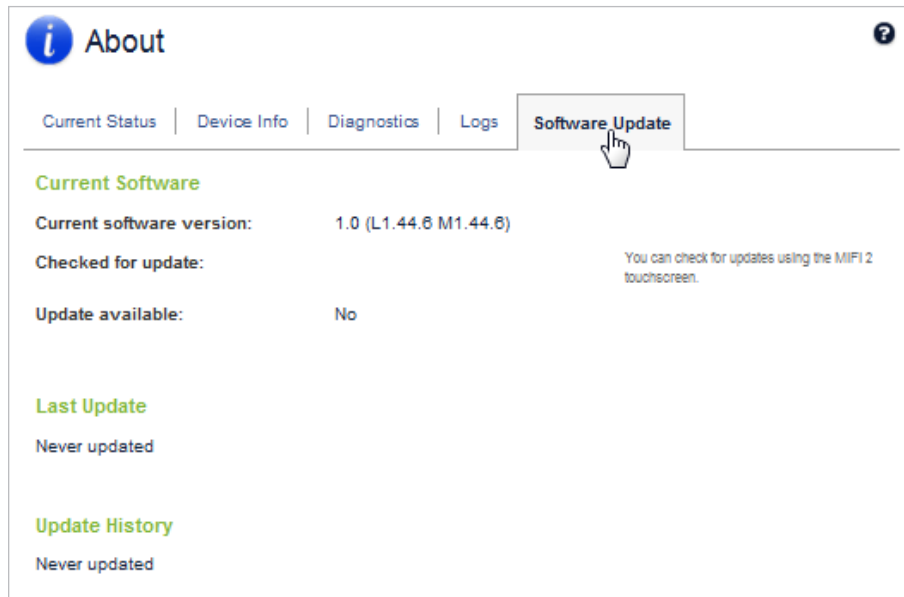 About
Current Status
Device Info
Diagnostics
Logs
Software Update
Current Software
Current software version: 1.0 (L1.44.6 M1.44.6)
Checked for update:
You can check for updates using the MIFI 2
touchscreen.
Update available: No
Last Update
Never updated
Update History
Never updated